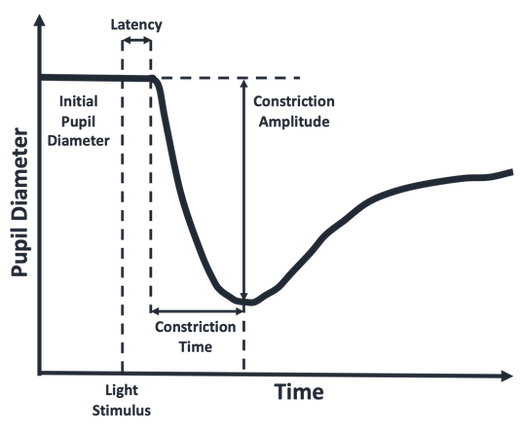 Latency
Initial
Pupil
Diameter
Constriction
Amplitude
Pupil Diameter
Constriction
Time
Light
Stimulus
Time